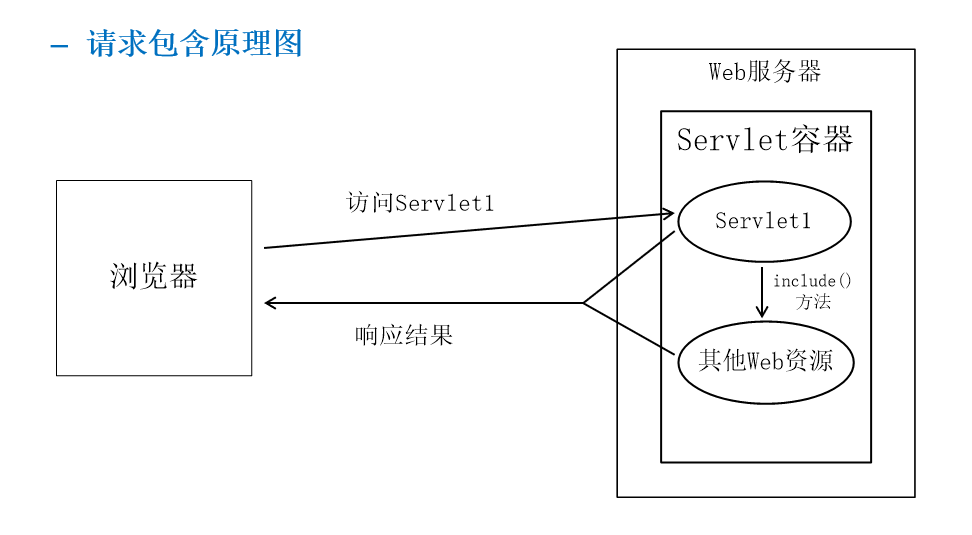 – 请求包含原理图
Web服务器
Servlet容器
访问Servlet1
Servlet1
浏览器
include()
方法
响应结果
其他Web资源